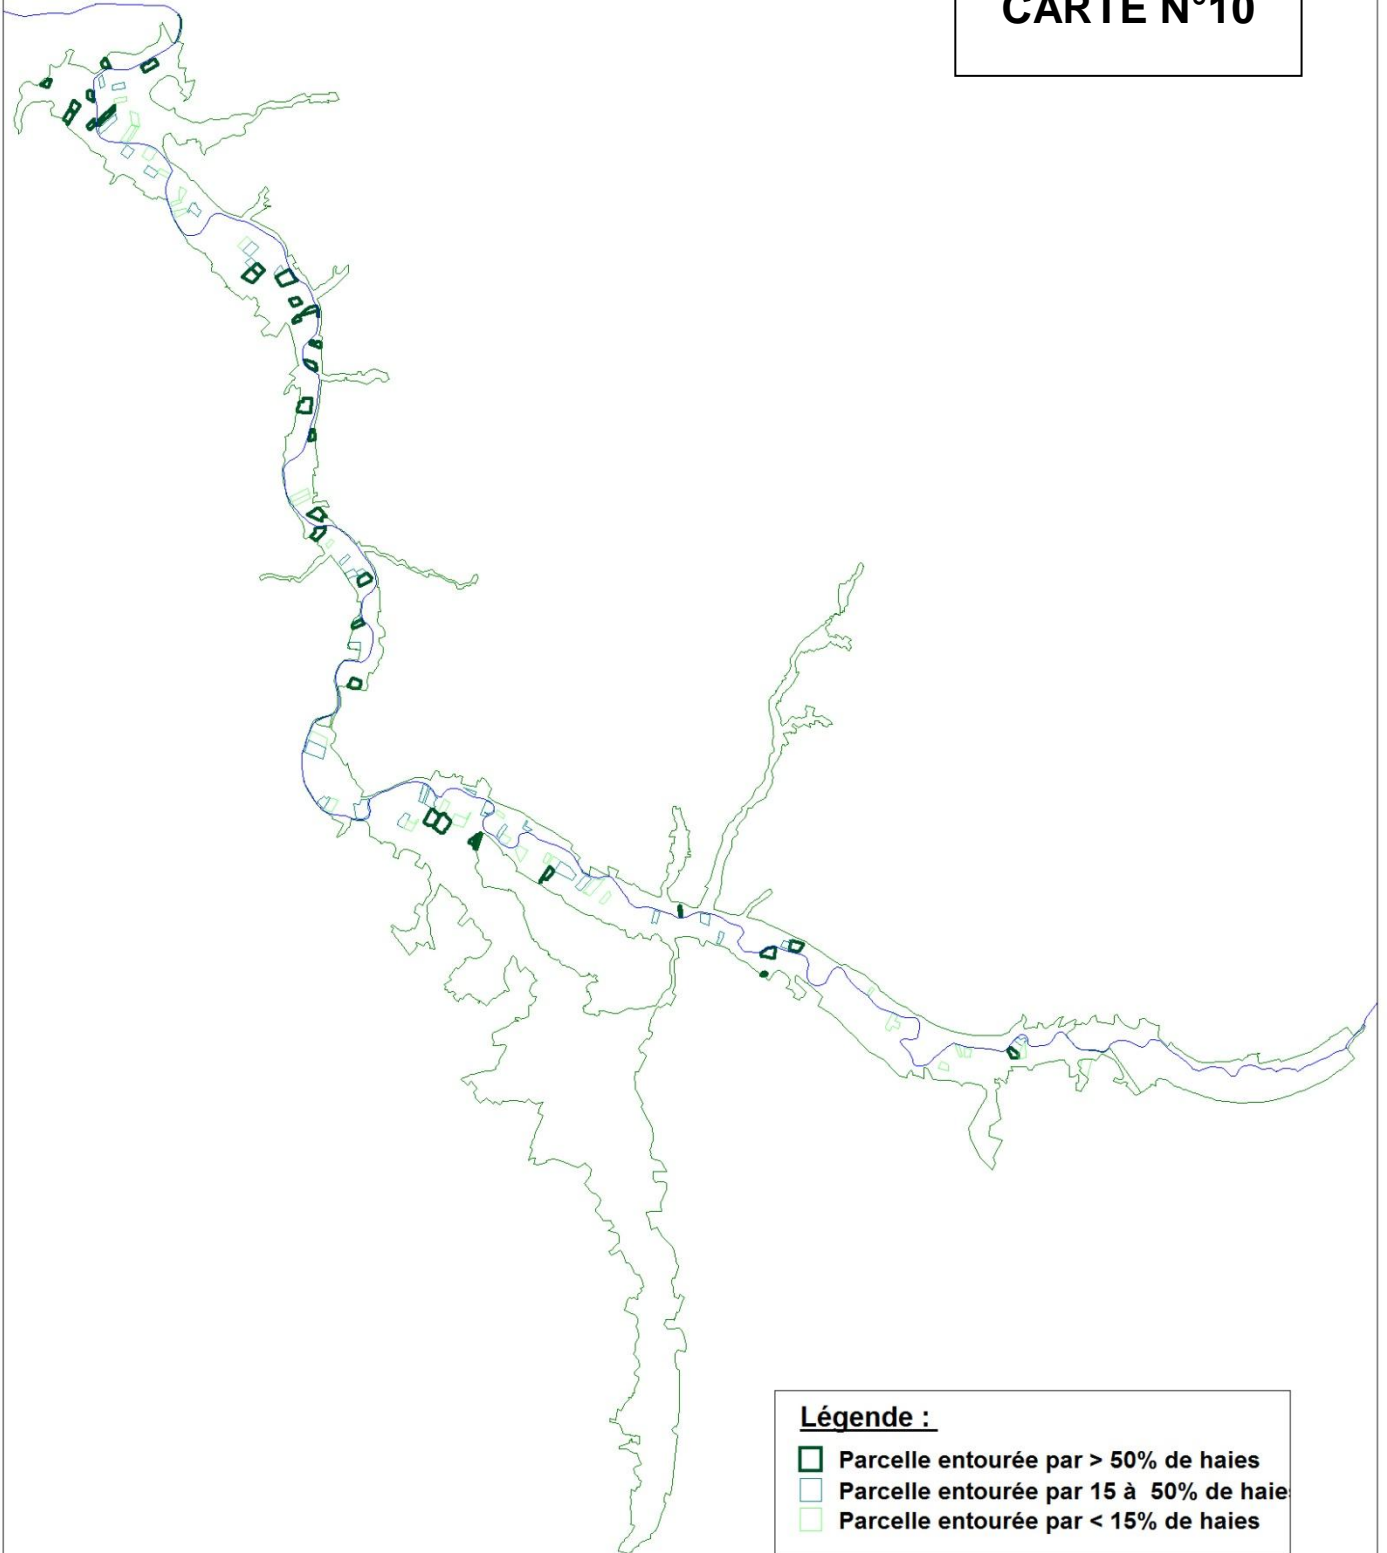 CARTE N°10
Légende :
Parcelle entourée par > 50% de haies
Parcelle entourée par 15 à 50% de haie
Parcelle entourée par < 15% de haies